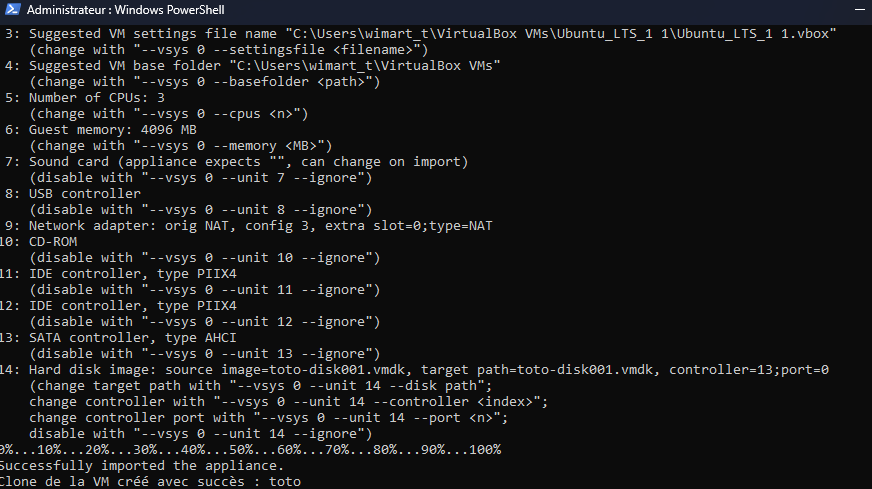 Administrateur : Windows PowerShell
3: Suggested VM settings file name "C:\Users\wimart_t\VirtualBox VMs\Ubuntu_LTS_1 1\Ubuntu_LTS_1 1.vbox"
(change with "--vsys 0 --settingsfile <filename>")
4: Suggested VM base folder "C:\Users\wimart_t\VirtualBox VMs"
(change with "--vsys 0 --basefolder <path>")
5: Number of CPUs: 3
(change with "--vsys 0 --cpus <n>")
6: Guest memory: 4096 MB
(change with "--vsys 0 --memory <MB>")
7: Sound card (appliance expects "", can change on import)
(disable with "--vsys 0 --unit 7 --ignore")
8: USB controller
(disable with "--vsys 0 --unit 8 --ignore")
9: Network adapter: orig NAT, config 3, extra slot=0;type=NAT
10: CD-ROM
(disable with "--vsys 0 --unit 10 --ignore")
11: IDE controller, type PIIX4
(disable with "--vsys 0 --unit 11 --ignore")
12: IDE controller, type PIIX4
(disable with "--vsys 0 --unit 12 --ignore")
13: SATA controller, type AHCI
(disable with "--vsys 0 --unit 13 --ignore")
14: Hard disk image: source image=toto-disk001.vmdk, target path=toto-disk001.vmdk, controller=13;port=0
(change target path with "--vsys 0 --unit 14 --disk path";
change controller with "--vsys 0 --unit 14 --controller <index>";
change controller port with "--vsys 0 --unit 14 --port <n>";
disable with "--vsys 0 --unit 14 --ignore")
0%...10%...20%...30%...40%...50%...60%...70%...80%...90%...100%
Successfully imported the appliance.
Clone de la VM créé avec succès : toto